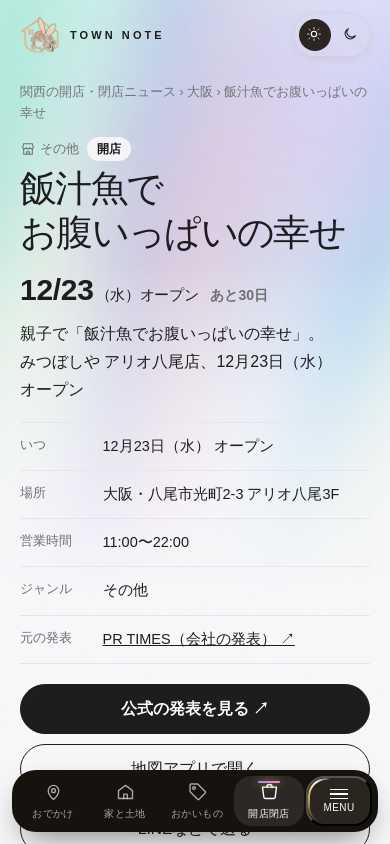 TOWN NOTE
関西の開店・閉店ニュース › 大阪 › 飯汁魚でお腹いっぱいの
幸せ
その他 開店
飯汁魚で
お腹いっぱいの幸せ
12/23（水）オープン あと30日
親子で「飯汁魚でお腹いっぱいの幸せ」。
みつぼしや アリオ八尾店、12月23日（水）
オープン
いつ 12月23日（水） オープン
場所 大阪・八尾市光町2-3 アリオ八尾3F
営業時間 11:00〜22:00
ジャンル その他
元の発表 PR TIMES（会社の発表） ↗
公式の発表を見る ↗
地図アプリで開く
LINEなどで送る
おでかけ 家と土地 おかいもの 開店閉店 MENU